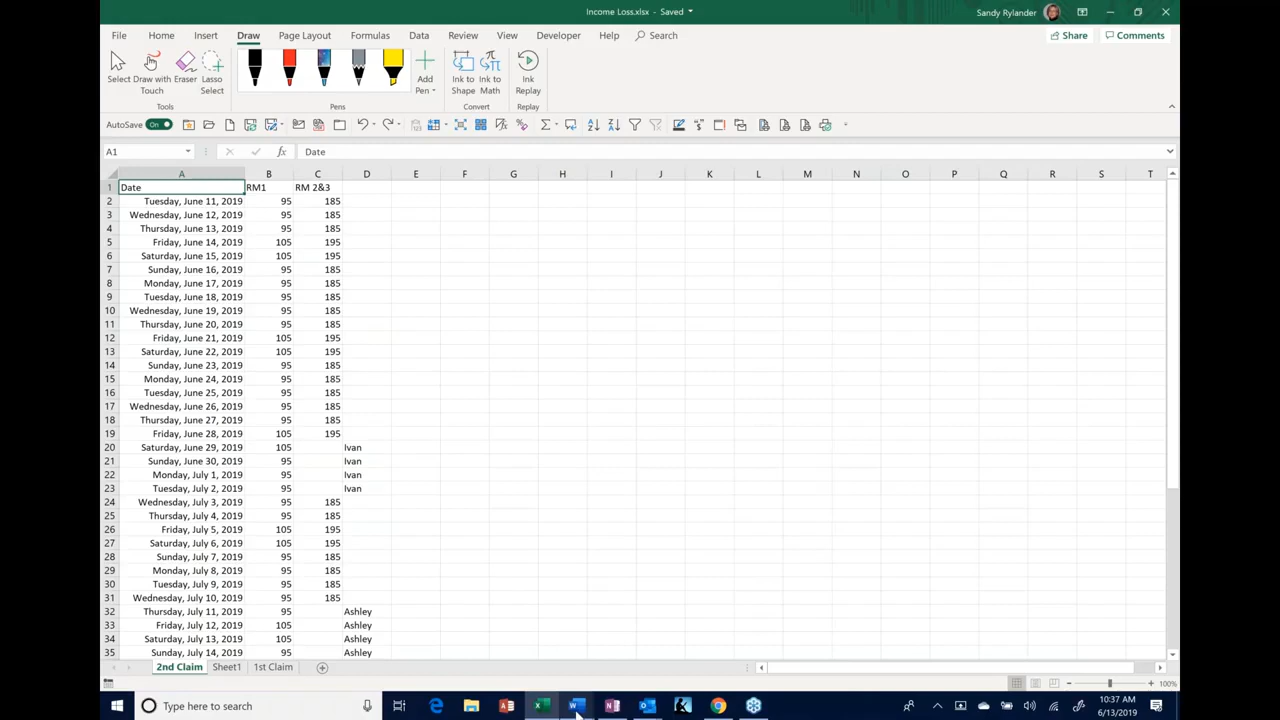 Income Loss.xlsx - Saved
Sandy Rylander
File Home Insert Draw Page Layout Formulas Data Review View Developer Help Search Share Comments
Select Draw with Touch Eraser Lasso Select Add Pen Ink to Shape Ink to Math Ink Replay
Tools Pens Convert Replay
AutoSave On
A1 fx Date
A B C D E F G H I J K L M N O P Q R S T
1 Date RM1 RM 2&3
2 Tuesday, June 11, 2019 95 185
3 Wednesday, June 12, 2019 95 185
4 Thursday, June 13, 2019 95 185
5 Friday, June 14, 2019 105 195
6 Saturday, June 15, 2019 105 195
7 Sunday, June 16, 2019 95 185
8 Monday, June 17, 2019 95 185
9 Tuesday, June 18, 2019 95 185
10 Wednesday, June 19, 2019 95 185
11 Thursday, June 20, 2019 95 185
12 Friday, June 21, 2019 105 195
13 Saturday, June 22, 2019 105 195
14 Sunday, June 23, 2019 95 185
15 Monday, June 24, 2019 95 185
16 Tuesday, June 25, 2019 95 185
17 Wednesday, June 26, 2019 95 185
18 Thursday, June 27, 2019 95 185
19 Friday, June 28, 2019 105 195
20 Saturday, June 29, 2019 105 Ivan
21 Sunday, June 30, 2019 95 Ivan
22 Monday, July 1, 2019 95 Ivan
23 Tuesday, July 2, 2019 95 Ivan
24 Wednesday, July 3, 2019 95 185
25 Thursday, July 4, 2019 95 185
26 Friday, July 5, 2019 105 195
27 Saturday, July 6, 2019 105 195
28 Sunday, July 7, 2019 95 185
29 Monday, July 8, 2019 95 185
30 Tuesday, July 9, 2019 95 185
31 Wednesday, July 10, 2019 95 185
32 Thursday, July 11, 2019 95 Ashley
33 Friday, July 12, 2019 105 Ashley
34 Saturday, July 13, 2019 105 Ashley
35 Sunday, July 14, 2019 95 Ashley
2nd Claim Sheet1 1st Claim
100%
Type here to search
10:37 AM
6/13/2019